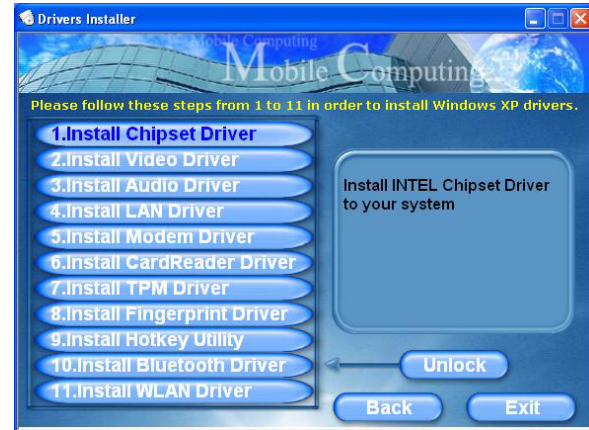 Drivers Installer
Mobile Computing
Mobile Computing
Please follow these steps from 1 to 11 in order to install Windows XP drivers.
1.Install Chipset Driver
2.Install Video Driver
3.Install Audio Driver
4.Install LAN Driver
5.Install Modem Driver
6.Install CardReader Driver
7.Install TPM Driver
8.Install Fingerprint Driver
9.Install Hotkey Utility
10.Install Bluetooth Driver
11.Install WLAN Driver
Install INTEL Chipset Driver
to your system
Unlock
Back
Exit